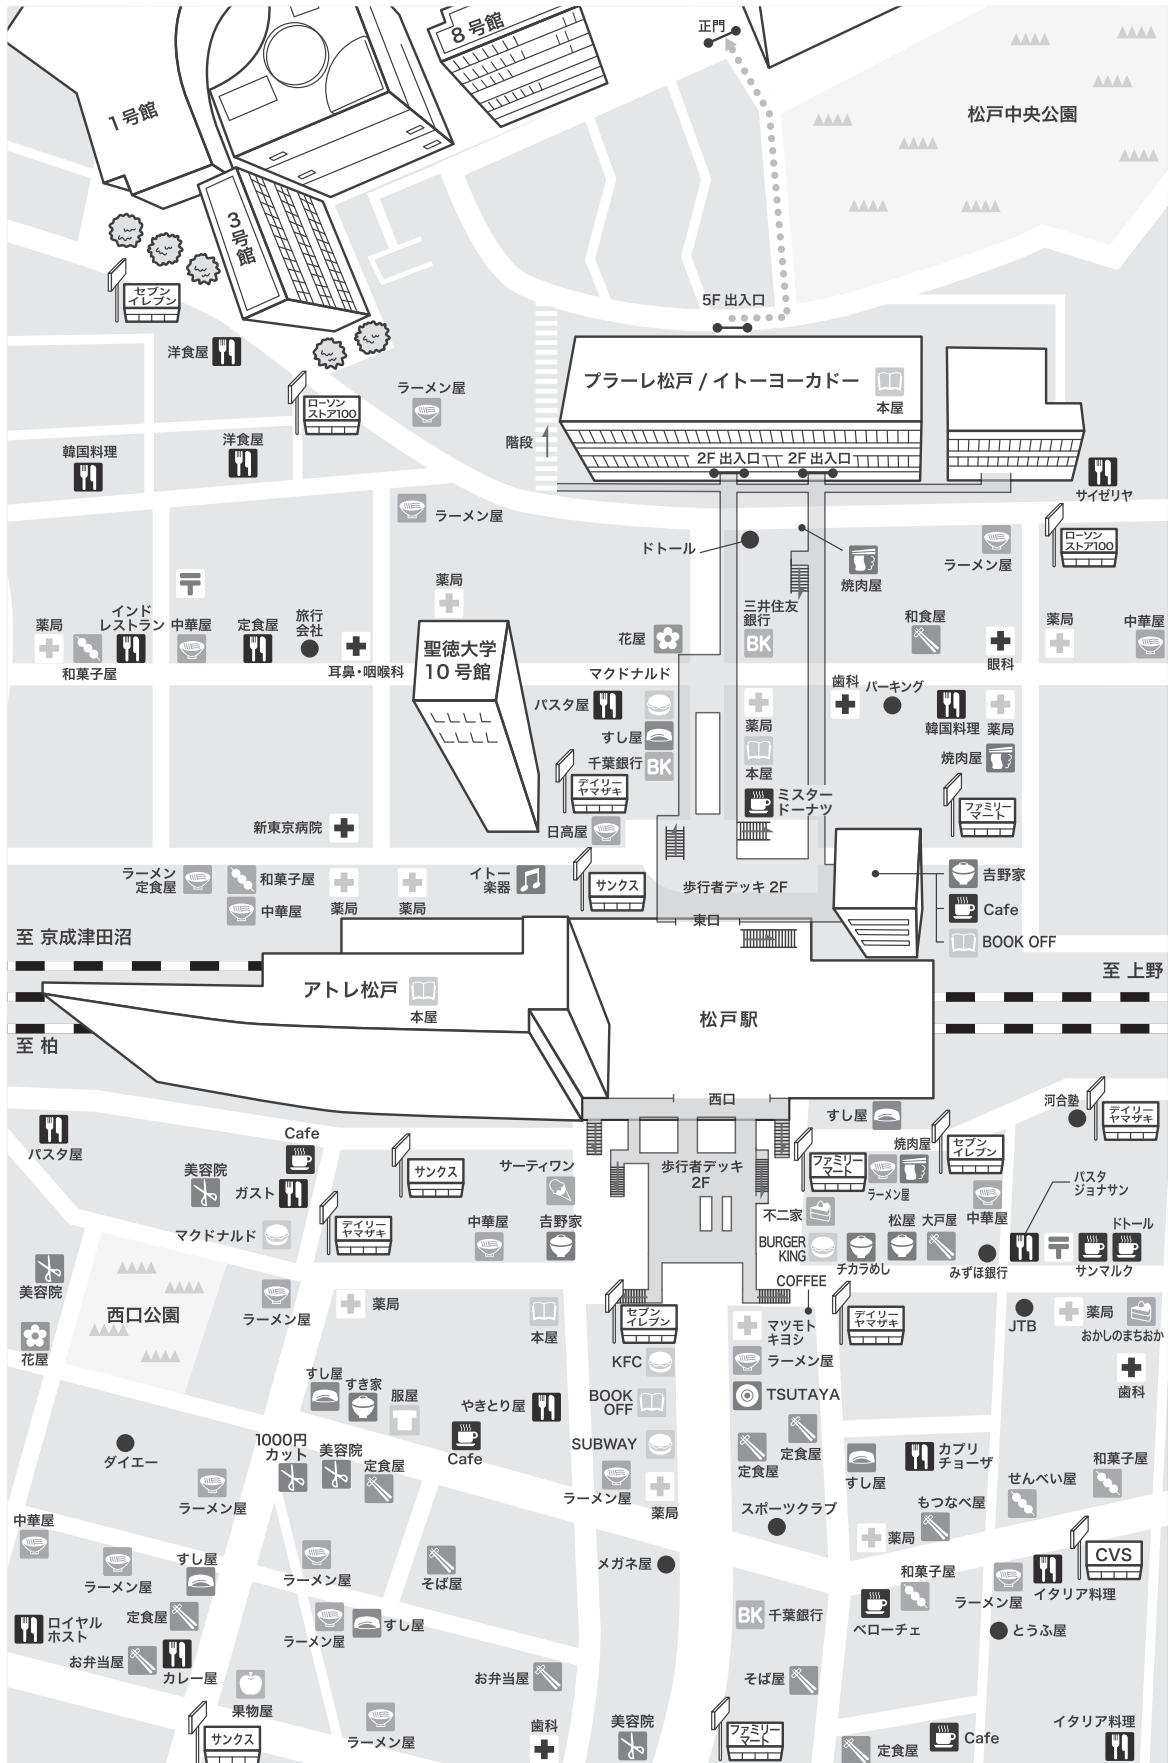 正門
8号館
1号館
松戸中央公園
3号館
セブン
イレブン
5F 出入口
洋食屋
プラーレ松戸 / イトーヨーカドー
本屋
ローソン
ストア100
ラーメン屋
階段
洋食屋
韓国料理
2F 出入口
2F 出入口
サイゼリヤ
ラーメン屋
ドトール
焼肉屋
ラーメン屋
ローソン
ストア100
薬局
三井住友
銀行
BK
薬局
和菓子屋
インド
レストラン
中華屋
定食屋
旅行
会社
耳鼻・咽喉科
聖徳大学
10 号館
花屋
和食屋
眼科
薬局
中華屋
マクドナルド
パスタ屋
すし屋
千葉銀行
BK
薬局
本屋
歯科
パーキング
韓国料理
薬局
焼肉屋
デイリー
ヤマザキ
ミスター
ドーナツ
ファミリー
マート
新東京病院
日高屋
ラーメン
定食屋
和菓子屋
中華屋
薬局
薬局
イトー
楽器
サンクス
歩行者デッキ 2F
吉野家
Cafe
BOOK OFF
東口
至 京成津田沼
至 上野
アトレ松戸
本屋
松戸駅
至 柏
西口
すし屋
河合塾
デイリー
ヤマザキ
パスタ屋
Cafe
美容院
ガスト
サンクス
サーティワン
歩行者デッキ
2F
ファミリー
マート
焼肉屋
ラーメン屋
セブン
イレブン
パスタ
ジョナサン
マクドナルド
デイリー
ヤマザキ
中華屋
吉野家
不二家
BURGER
KING
チカラめし
松屋
大戸屋
中華屋
みずほ銀行
サンマルク
ドトール
美容院
西口公園
花屋
ラーメン屋
薬局
本屋
セブン
イレブン
COFFEE
マツモト
キヨシ
デイリー
ヤマザキ
JTB
薬局
おかしのまちおか
KFC
ラーメン屋
歯科
すし屋
すき家
服屋
やきとり屋
BOOK
OFF
TSUTAYA
ダイエー
1000円
カット
美容院
定食屋
Cafe
SUBWAY
定食屋
定食屋
すし屋
カプリ
チョーザ
せんべい屋
和菓子屋
ラーメン屋
ラーメン屋
薬局
スポーツクラブ
もつなべ屋
薬局
中華屋
ラーメン屋
すし屋
ラーメン屋
そば屋
メガネ屋
和菓子屋
ラーメン屋
イタリア料理
CVS
ロイヤル
ホスト
定食屋
ラーメン屋
すし屋
BK
千葉銀行
ベローチェ
とうふ屋
お弁当屋
カレー屋
果物屋
お弁当屋
そば屋
サンクス
ラーメン屋
歯科
美容院
ファミリー
マート
定食屋
Cafe
イタリア料理